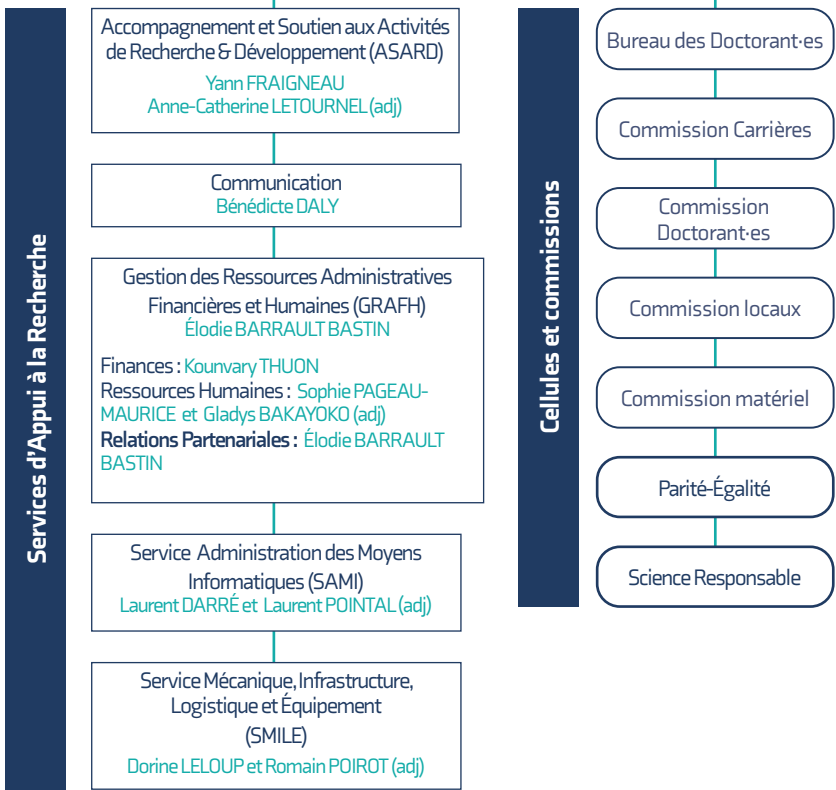 Services d'Appui à la Recherche
Accompagnement et Soutien aux Activités
de Recherche & Développement (ASARD)
Yann FRAIGNEAU
Anne-Catherine LETOURNEL (adj)
Communication
Bénédicte DALY
Gestion des Ressources Administratives
Financières et Humaines (GRAFH)
Élodie BARRAULT BASTIN
Finances : Kounvary THUON
Ressources Humaines : Sophie PAGEAU-
MAURICE et Gladys BAKAYOKO (adj)
Relations Partenariales : Élodie BARRAULT
BASTIN
Service Administration des Moyens
Informatiques (SAMI)
Laurent DARRÉ et Laurent POINTAL (adj)
Service Mécanique, Infrastructure,
Logistique et Équipement
(SMILE)
Dorine LELOUP et Romain POIROT (adj)
Cellules et commissions
Bureau des Doctorant·es
Commission Carrières
Commission
Doctorant·es
Commission locaux
Commission matériel
Parité-Égalité
Science Responsable